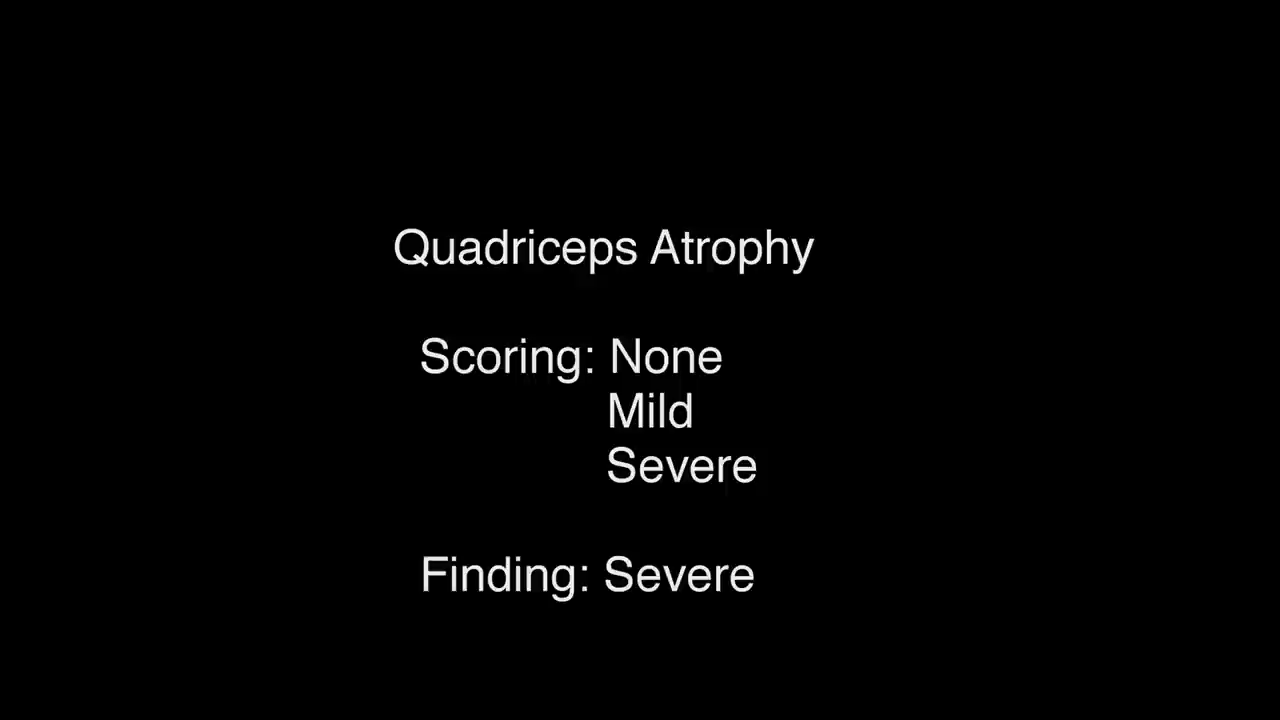 Quadriceps Atrophy
Scoring: None
Mild
Severe
Finding: Severe